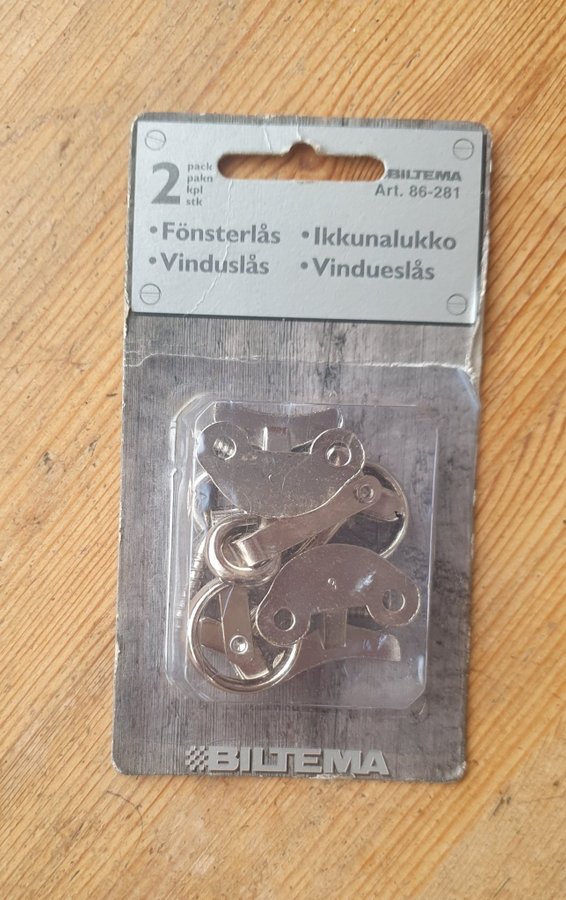 2 pack
pakn
kpl
stk
BILTEMA
Art. 86-281
• Fönsterlås • Ikkunalukko
• Vinduslås • Vindueslås
BILTEMA